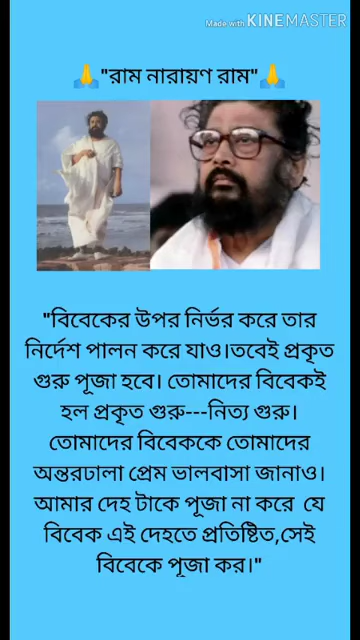 Made with KINEMASTER
🙏"রাম নারায়ণ রাম"🙏
"বিবেকের উপর নির্ভর করে তার
নির্দেশ পালন করে যাও।তবেই প্রকৃত
গুরু পূজা হবে। তোমাদের বিবেকই
হল প্রকৃত গুরু---নিত্য গুরু।
তোমাদের বিবেককে তোমাদের
অন্তরঢালা প্রেম ভালবাসা জানাও।
আমার দেহ টাকে পূজা না করে যে
বিবেক এই দেহতে প্রতিষ্টিত,সেই
বিবেকে পূজা কর।"